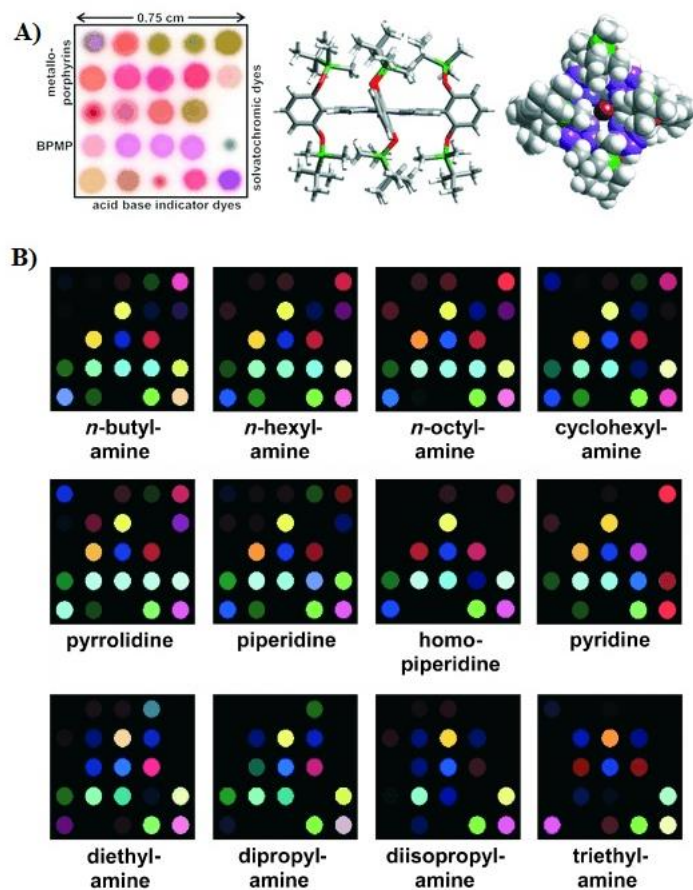 A)
0.75 cm
metallo-
porphyrins
BPMP
solvatochromic dyes
acid base indicator dyes
B)
n-butyl-
amine
n-hexyl-
amine
n-octyl-
amine
cyclohexyl-
amine
pyrrolidine
piperidine
homo-
piperidine
pyridine
diethyl-
amine
dipropyl-
amine
diisopropyl-
amine
triethyl-
amine